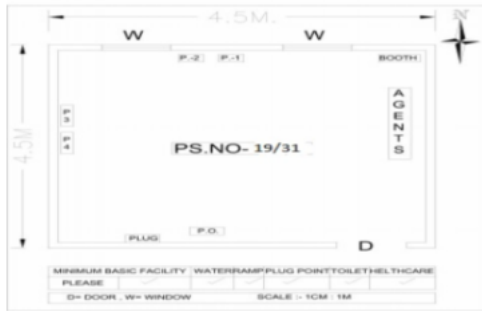 4.5M.
N
W W
P.-2 P.-1 BOOTH
4.5M
P3
P4
AGENTS
PS.NO- 19/31
P.O.
PLUG
D
MINIMUM BASIC FACILITY WATER RAMP PLUG POINT TOILET HELTHCARE
PLEASE
D= DOOR , W= WINDOW SCALE :- 1CM : 1M